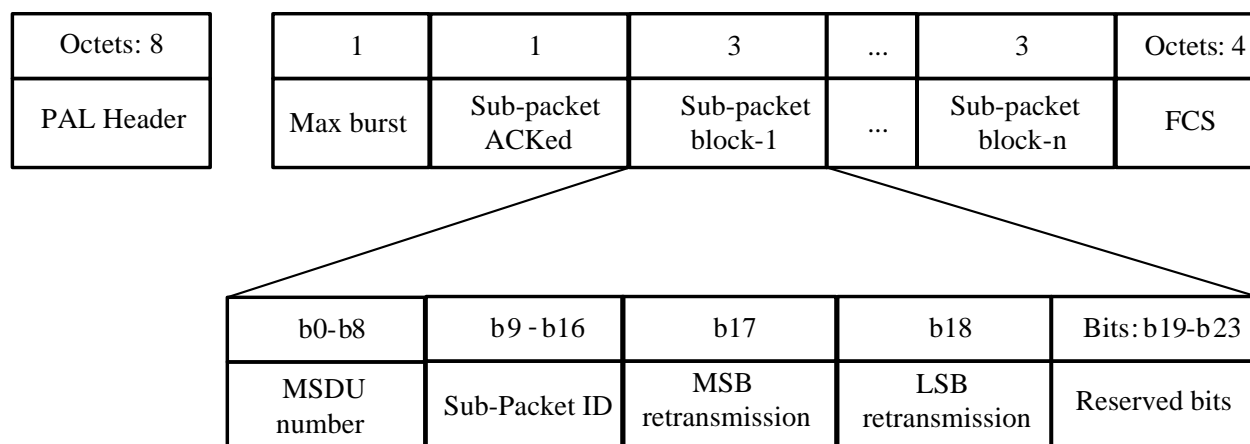 Octets: 8
1
1
3
...
3
Octets: 4
PAL Header
Max burst
Sub-packet
ACKed
Sub-packet
block-1
...
Sub-packet
block-n
FCS
b0-b8
b9 - b16
b17
b18
Bits: b19-b23
MSDU
number
Sub-Packet ID
MSB
retransmission
LSB
retransmission
Reserved bits